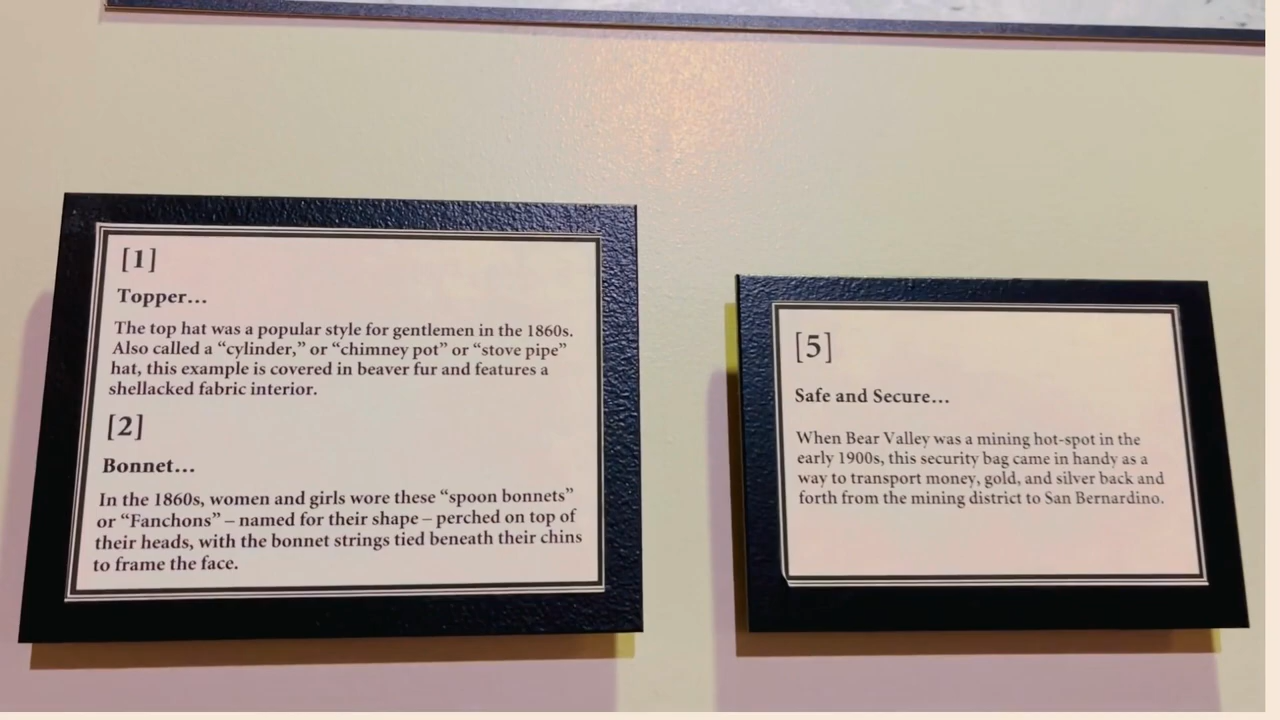 [1]
Topper…
The top hat was a popular style for gentlemen in the 1860s.
Also called a “cylinder,” or “chimney pot” or “stove pipe”
hat, this example is covered in beaver fur and features a
shellacked fabric interior.
[2]
Bonnet…
In the 1860s, women and girls wore these “spoon bonnets”
or “Fanchons” – named for their shape – perched on top of
their heads, with the bonnet strings tied beneath their chins
to frame the face.
[5]
Safe and Secure…
When Bear Valley was a mining hot-spot in the
early 1900s, this security bag came in handy as a
way to transport money, gold, and silver back and
forth from the mining district to San Bernardino.